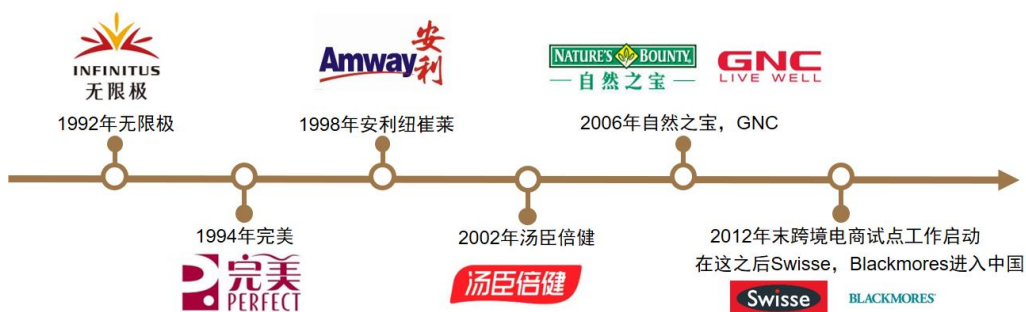 INFINITUS
无限极
1992年无限极
Amway安利
1998年安利纽崔莱
NATURE'S BOUNTY
自然之宝
GNC
LIVE WELL
2006年自然之宝，GNC
1994年完美
完美
PERFECT
2002年汤臣倍健
汤臣倍健
2012年末跨境电商试点工作启动
在这之后Swisse，Blackmores进入中国
Swisse
BLACKMORES